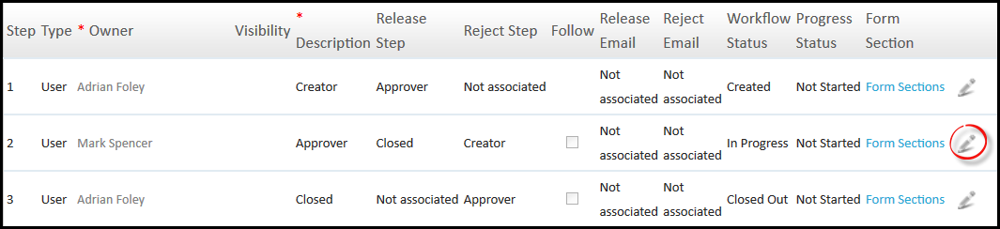 Step Type * Owner Visibility * Description Release Step Reject Step Follow Release Email Reject Email Workflow Status Progress Status Form Section
1 User Adrian Foley Creator Approver Not associated Not associated Not associated Created Not Started Form Sections
2 User Mark Spencer Approver Closed Creator Not associated Not associated In Progress Not Started Form Sections
3 User Adrian Foley Closed Not associated Approver Not associated Not associated Closed Out Not Started Form Sections